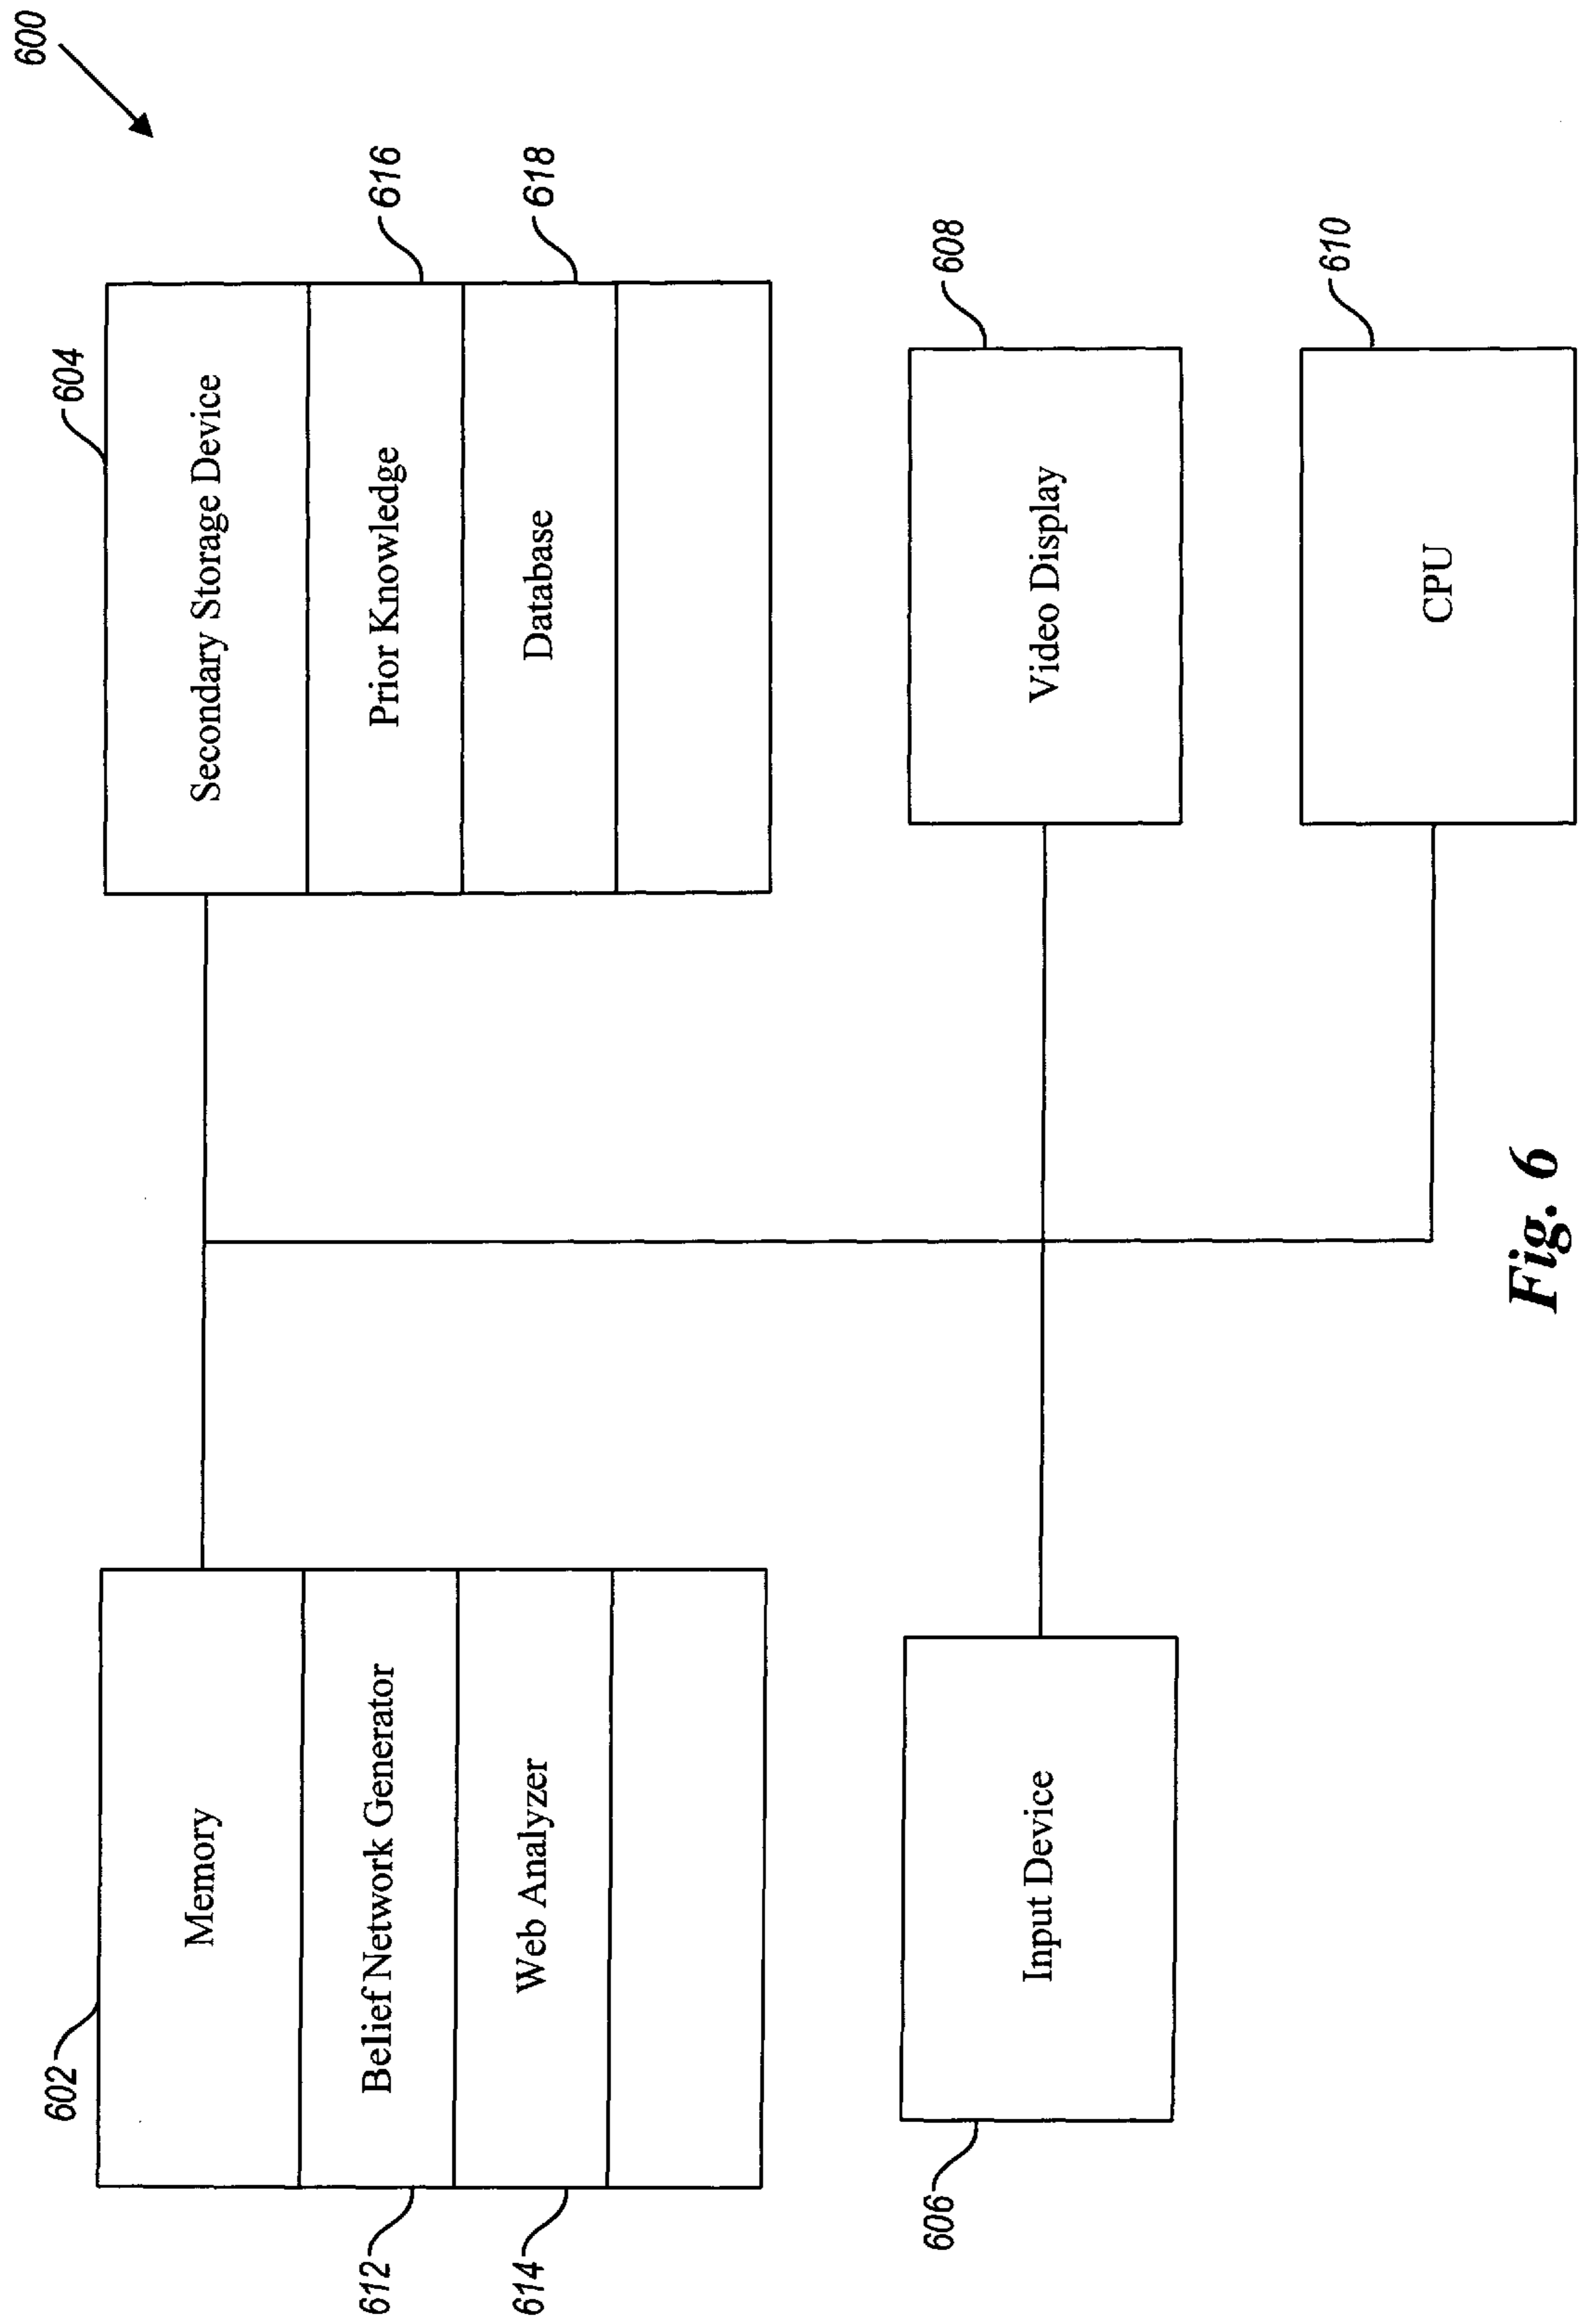 600
602
Memory
612
Belief Network Generator
614
Web Analyzer
604
Secondary Storage Device
616
Prior Knowledge
618
Database
606
Input Device
608
Video Display
610
CPU
Fig. 6